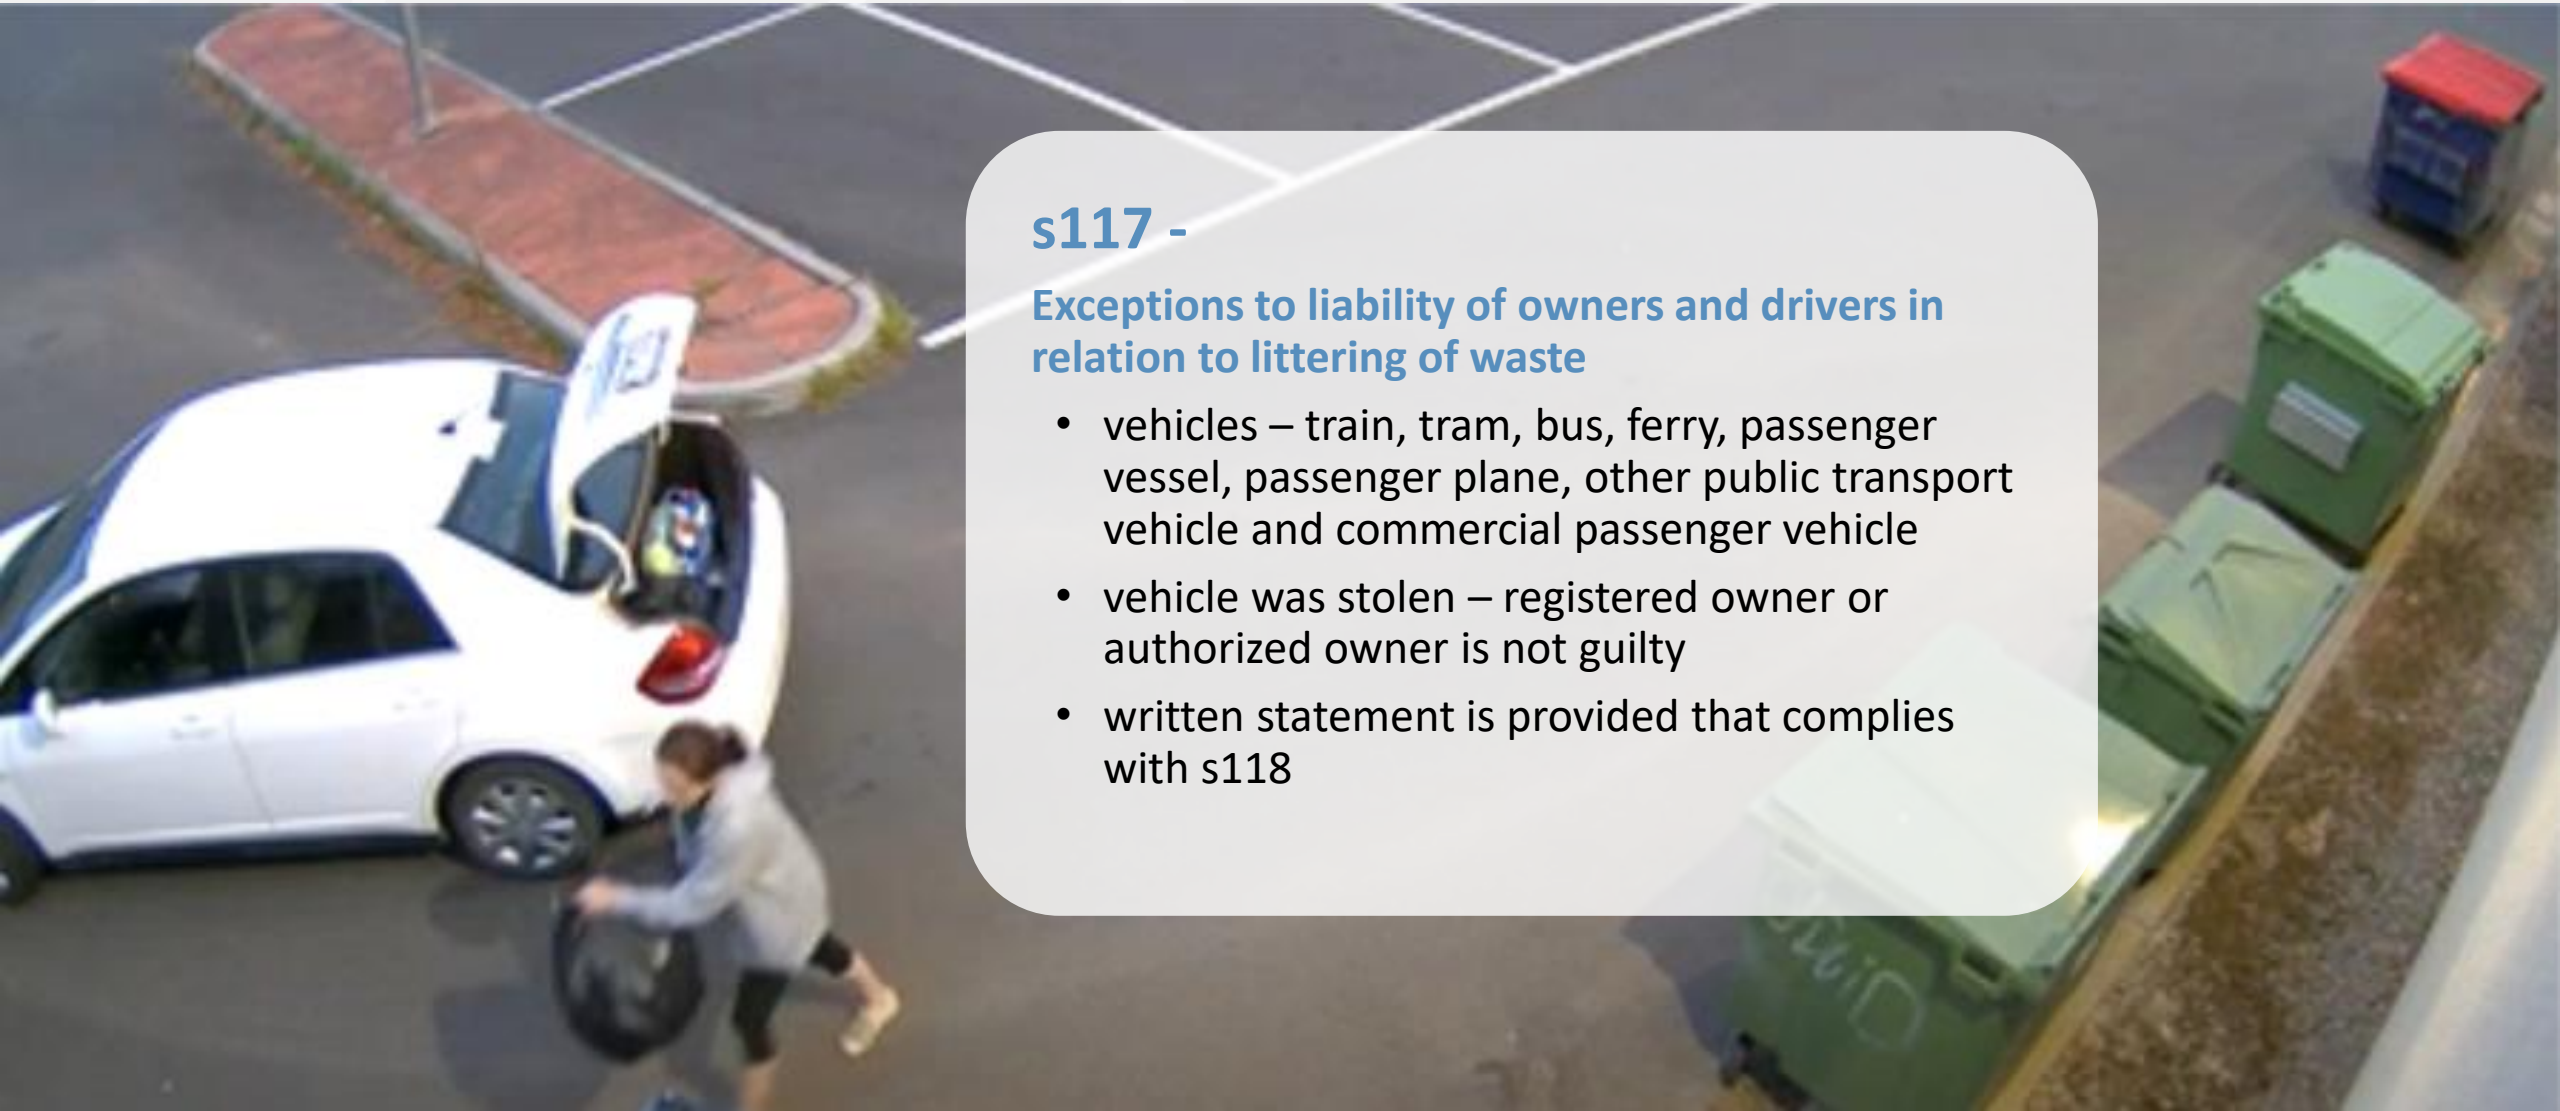 s117 -
Exceptions to liability of owners and drivers in
relation to littering of waste
• vehicles – train, tram, bus, ferry, passenger
vessel, passenger plane, other public transport
vehicle and commercial passenger vehicle
• vehicle was stolen – registered owner or
authorized owner is not guilty
• written statement is provided that complies
with s118